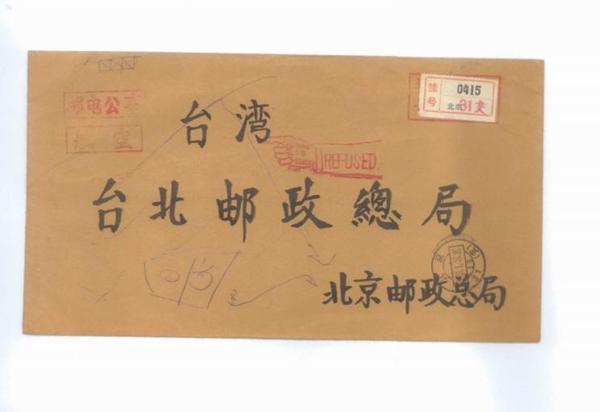 邮电公事
挂
0415
号
北京31支
台湾
REFUSED.
台北邮政總局
北京邮政总局